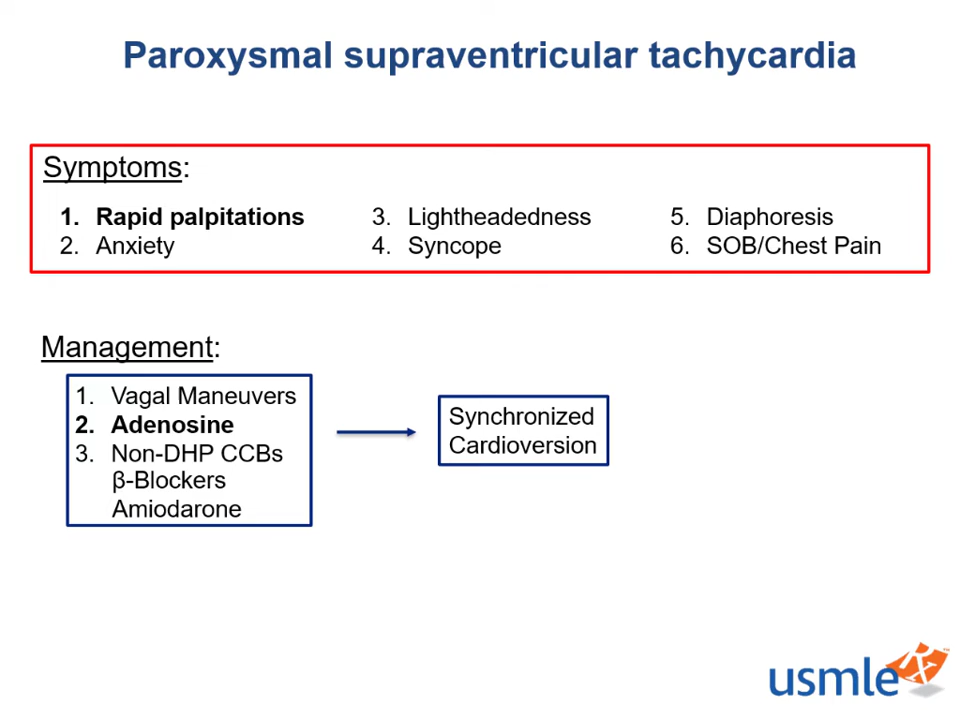 Paroxysmal supraventricular tachycardia
Symptoms:
1. Rapid palpitations
2. Anxiety
3. Lightheadedness
4. Syncope
5. Diaphoresis
6. SOB/Chest Pain
Management:
1. Vagal Maneuvers
2. Adenosine
3. Non-DHP CCBs
β-Blockers
Amiodarone
Synchronized
Cardioversion
usmle Rx